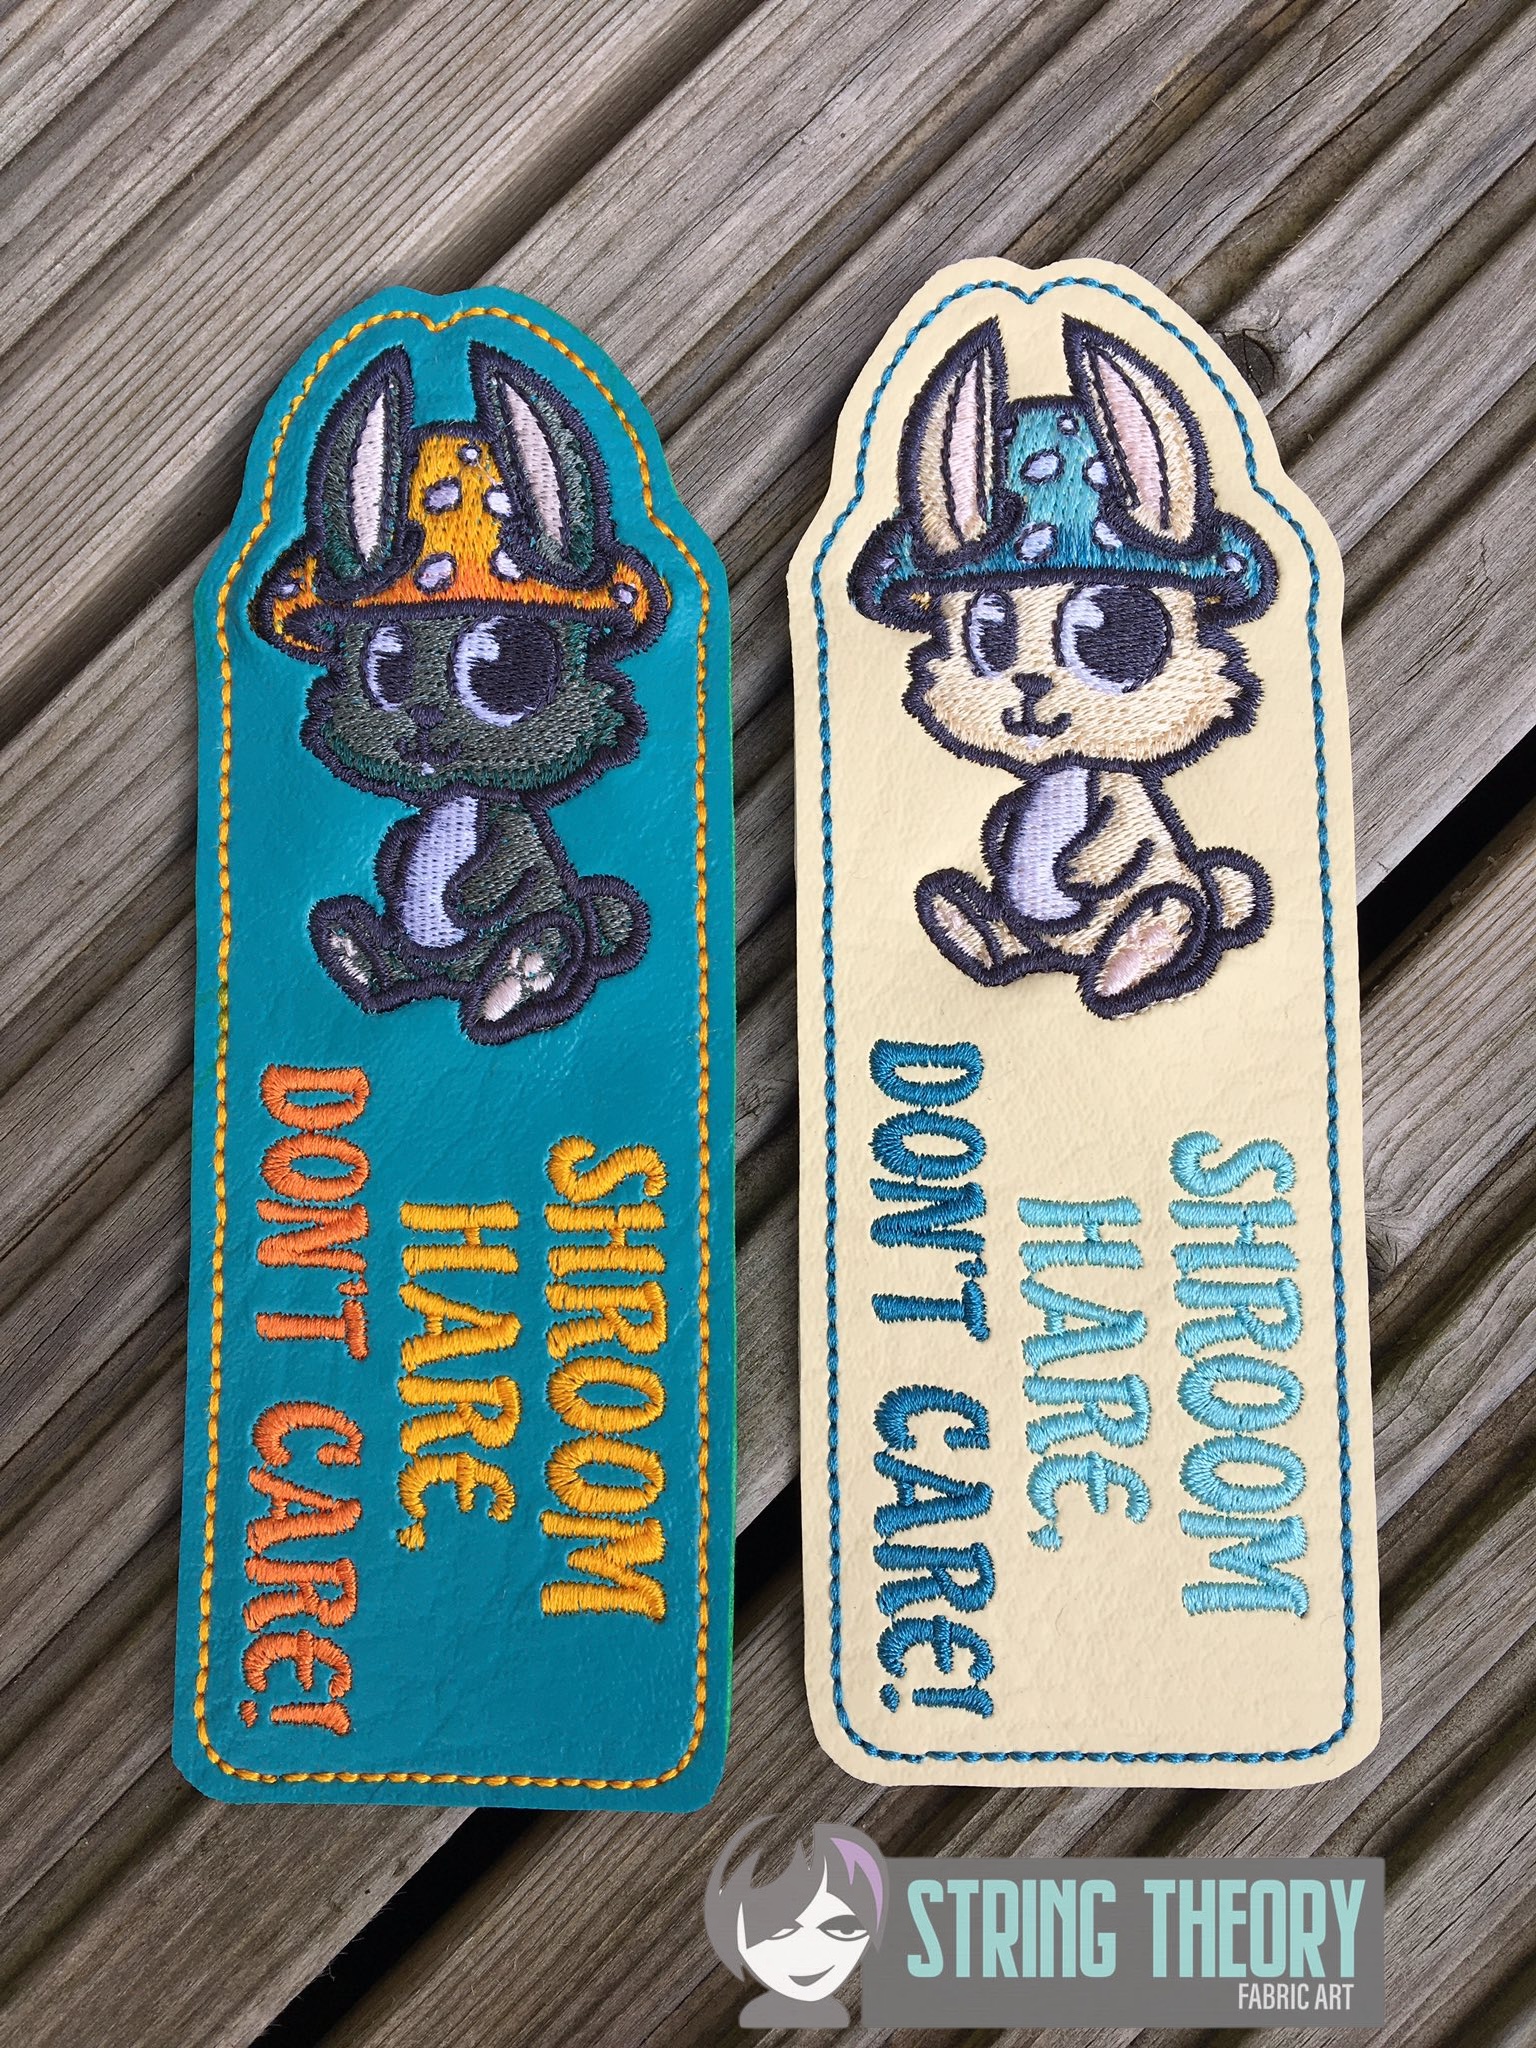 SHROOM
HARE.
DON'T CARE!
SHROOM
HARE.
DON'T CARE!
STRING THEORY
FABRIC ART